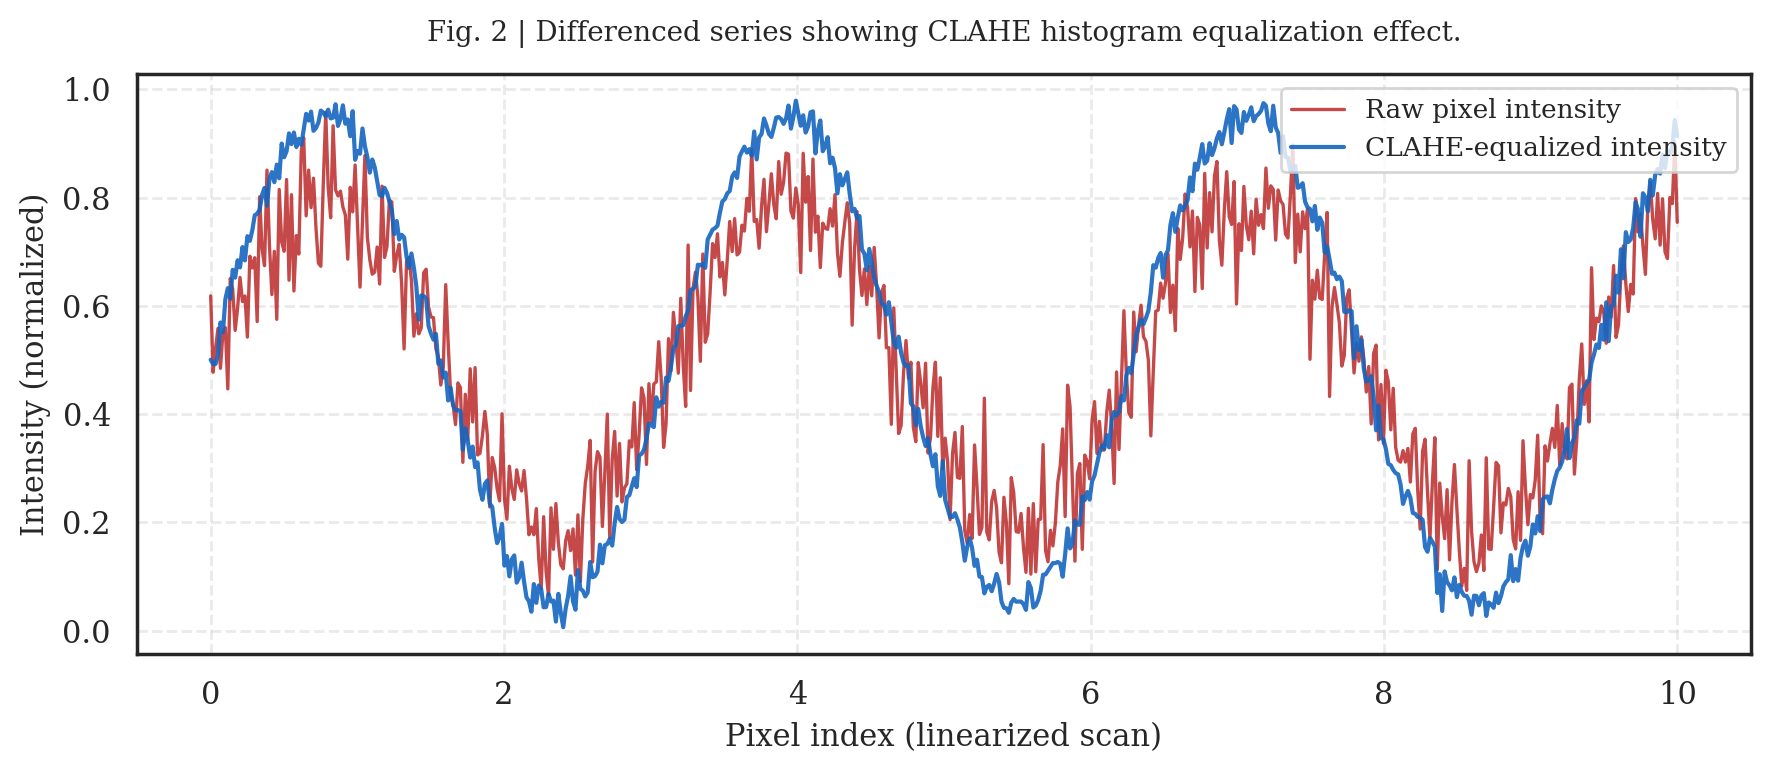 Fig. 2 | Differenced series showing CLAHE histogram equalization effect.
Intensity (normalized)
1.0
0.8
0.6
0.4
0.2
0.0
Raw pixel intensity
CLAHE-equalized intensity
0 2 4 6 8 10
Pixel index (linearized scan)